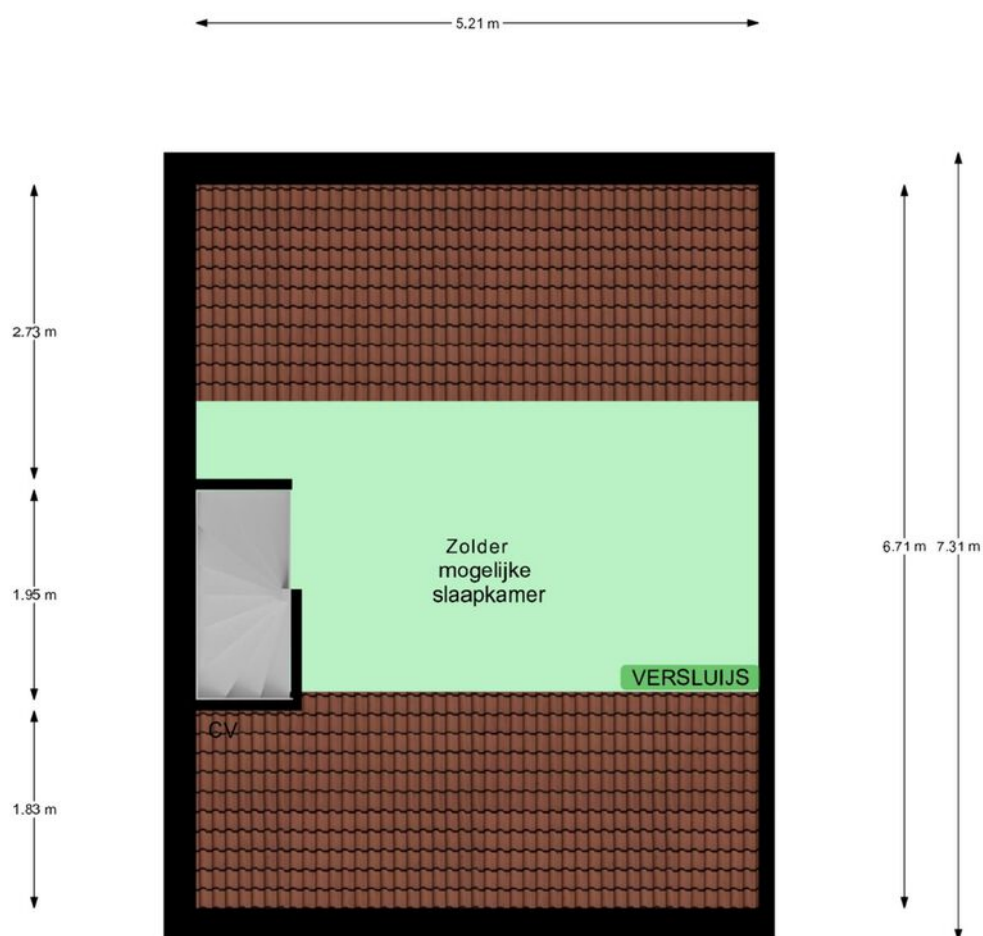 5.21 m
2.73 m
6.71 m 7.31 m
Zolder
mogelijke
slaapkamer
1.95 m
VERSLUIJS
CV
1.83 m